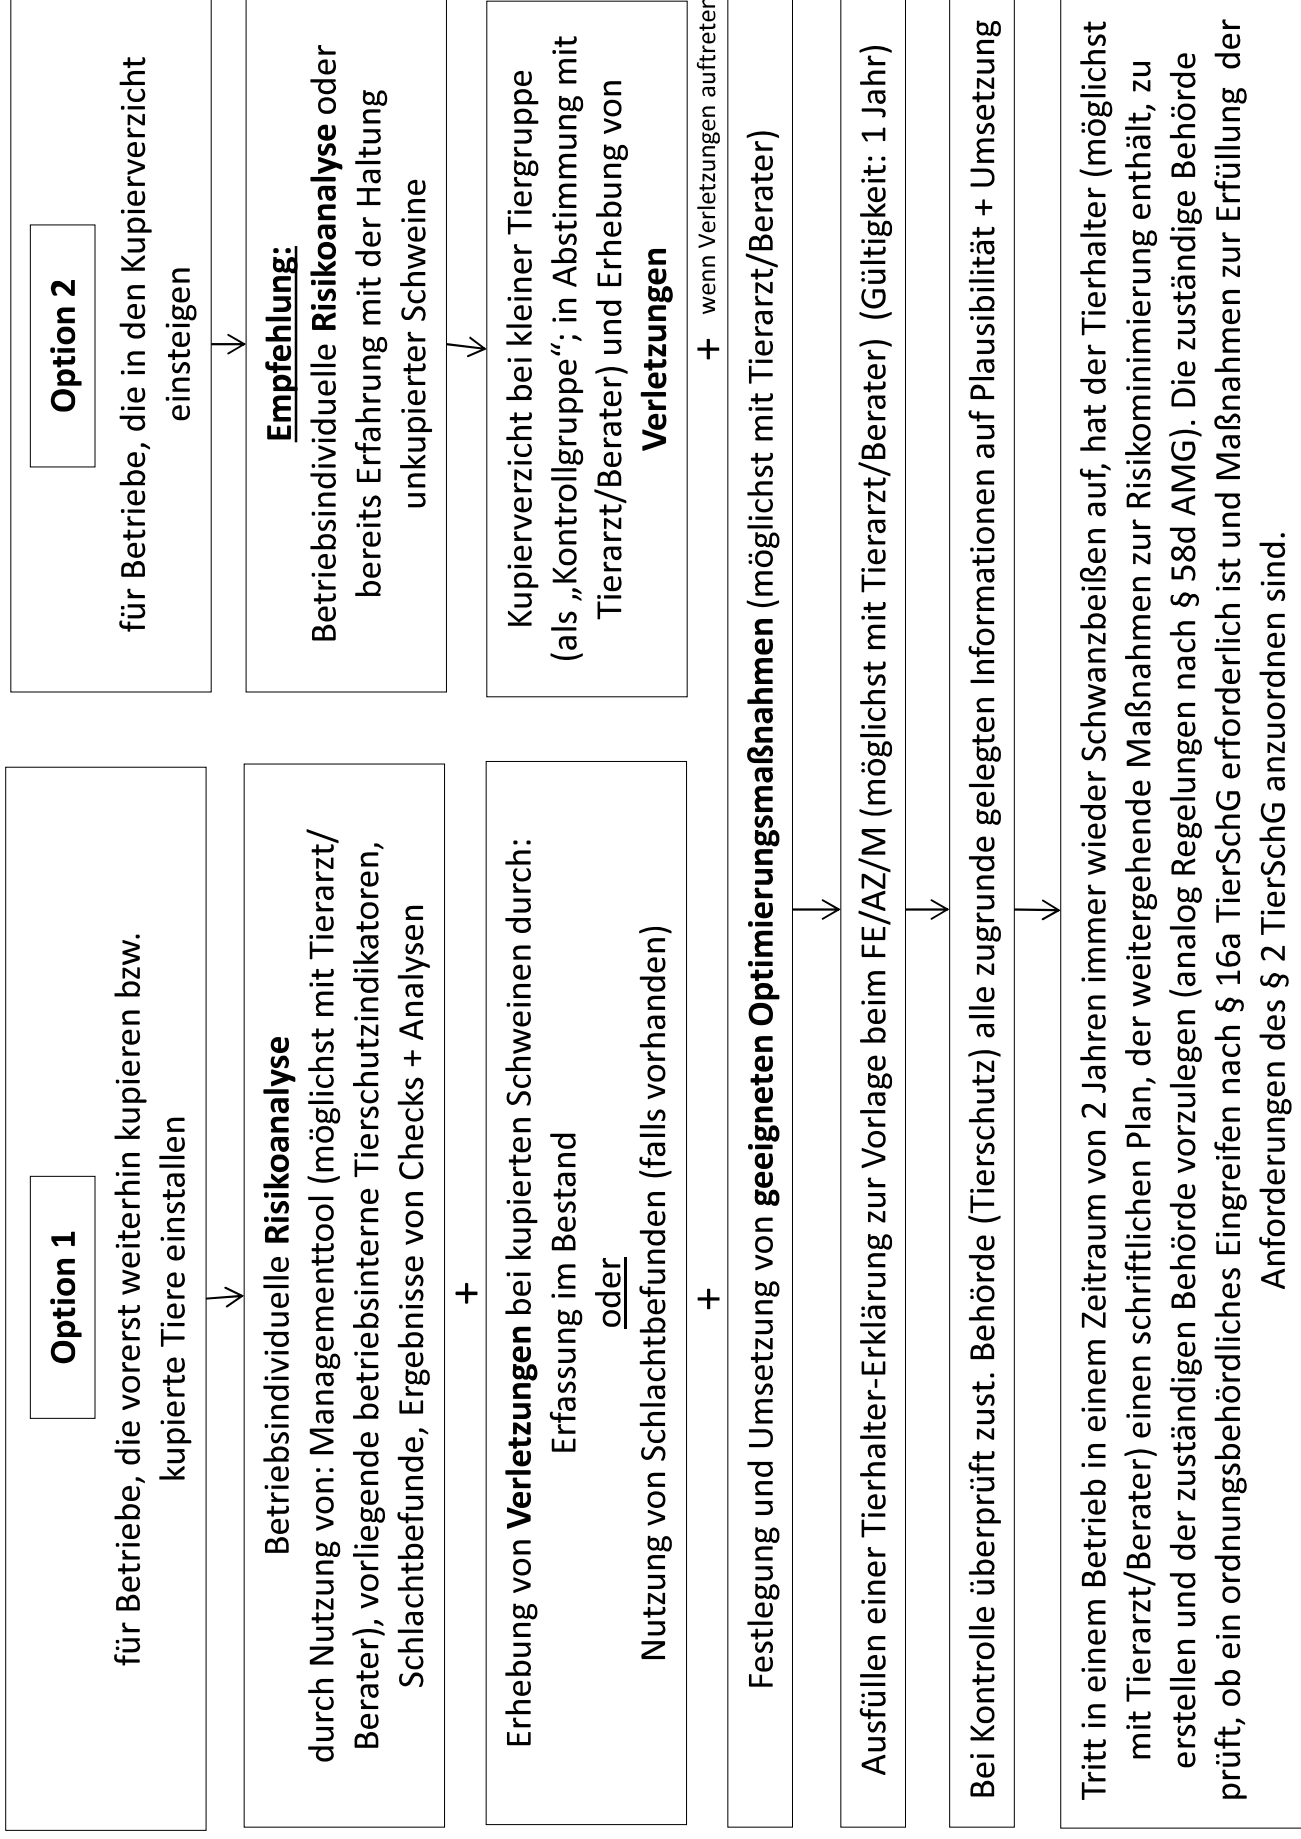 Option 1
für Betriebe, die vorerst weiterhin kupieren bzw.
kupierte Tiere einstallen
Betriebsindividuelle Risikoanalyse
durch Nutzung von: Managementtool (möglichst mit Tierarzt/
Berater), vorliegende betriebsinterne Tierschutzindikatoren,
Schlachtbefunde, Ergebnisse von Checks + Analysen
+
Erhebung von Verletzungen bei kupierten Schweinen durch:
Erfassung im Bestand
oder
Nutzung von Schlachtbefunden (falls vorhanden)
+
Option 2
für Betriebe, die in den Kupierverzicht
einsteigen
Empfehlung:
Betriebsindividuelle Risikoanalyse oder
bereits Erfahrung mit der Haltung
unkupierter Schweine
Kupierverzicht bei kleiner Tiergruppe
(als „Kontrollgruppe“; in Abstimmung mit
Tierarzt/Berater) und Erhebung von
Verletzungen
+ wenn Verletzungen auftreten
Festlegung und Umsetzung von geeigneten Optimierungsmaßnahmen (möglichst mit Tierarzt/Berater)
Ausfüllen einer Tierhalter-Erklärung zur Vorlage beim FE/AZ/M (möglichst mit Tierarzt/Berater) (Gültigkeit: 1 Jahr)
Bei Kontrolle überprüft zust. Behörde (Tierschutz) alle zugrunde gelegten Informationen auf Plausibilität + Umsetzung
Tritt in einem Betrieb in einem Zeitraum von 2 Jahren immer wieder Schwanzbeißen auf, hat der Tierhalter (möglichst
mit Tierarzt/Berater) einen schriftlichen Plan, der weitergehende Maßnahmen zur Risikominimierung enthält, zu
erstellen und der zuständigen Behörde vorzulegen (analog Regelungen nach § 58d AMG). Die zuständige Behörde
prüft, ob ein ordnungsbehördliches Eingreifen nach § 16a TierSchG erforderlich ist und Maßnahmen zur Erfüllung der
Anforderungen des § 2 TierSchG anzuordnen sind.